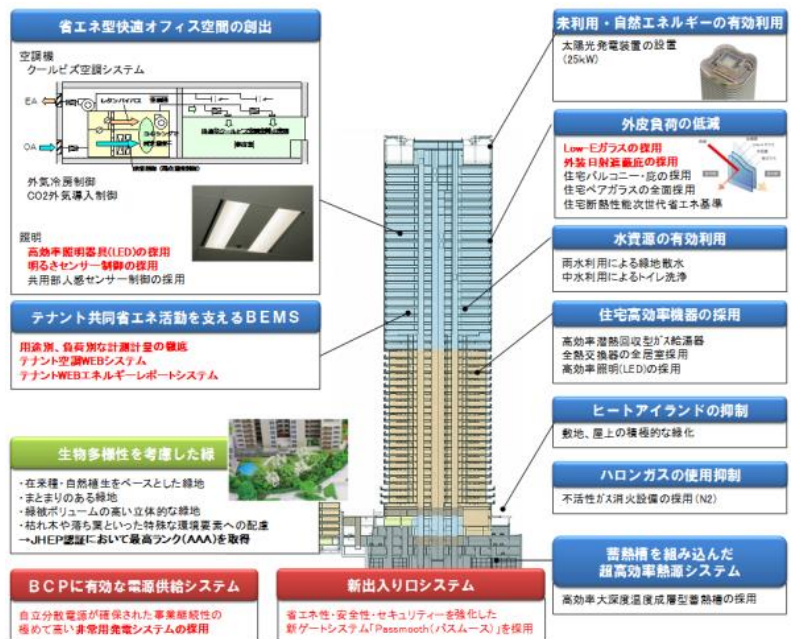 省エネ型快適オフィス空間の創出
空調機
クールビズ空調システム
レタンバイパス
EA
OA
外気冷房制御
CO2外気導入制御
照明
高効率照明器具(LED)の採用
明るさセンサー制御の採用
共用部人感センサー制御の採用
テナント共同省エネ活動を支えるBEMS
用途別、負荷別な計測計量の徹底
テナント空調WEBシステム
テナントWEBエネルギーレポートシステム
生物多様性を考慮した緑
・在来種・自然植生をベースとした緑地
・まとまりのある緑地
・緑被ボリュームの高い立体的な緑地
・枯れ木や落ち葉といった特殊な環境要素への配慮
→JHEP認証において最高ランク(AAA)を取得
BCPに有効な電源供給システム
自立分散電源が確保された事業継続性の
極めて高い非常用発電システムの採用
新出入り口システム
省エネ性・安全性・セキュリティーを強化した
新ゲートシステム「Passmooth(パスムース)」を採用
未利用・自然エネルギーの有効利用
太陽光発電装置の設置
(25kW)
外皮負荷の低減
Low-Eガラスの採用
外装日射遮蔽庇の採用
住宅バルコニー・庇の採用
住宅ペアガラスの全面採用
住宅断熱性能次世代省エネ基準
水資源の有効利用
雨水利用による緑地散水
中水利用によるトイレ洗浄
住宅高効率機器の採用
高効率潜熱回収型ガス給湯器
全熱交換器の全居室採用
高効率照明(LED)の採用
ヒートアイランドの抑制
敷地、屋上の積極的な緑化
ハロンガスの使用抑制
不活性ガス消火設備の採用(N2)
蓄熱槽を組み込んだ
超高効率熱源システム
高効率大深度温度成層型蓄熱槽の採用